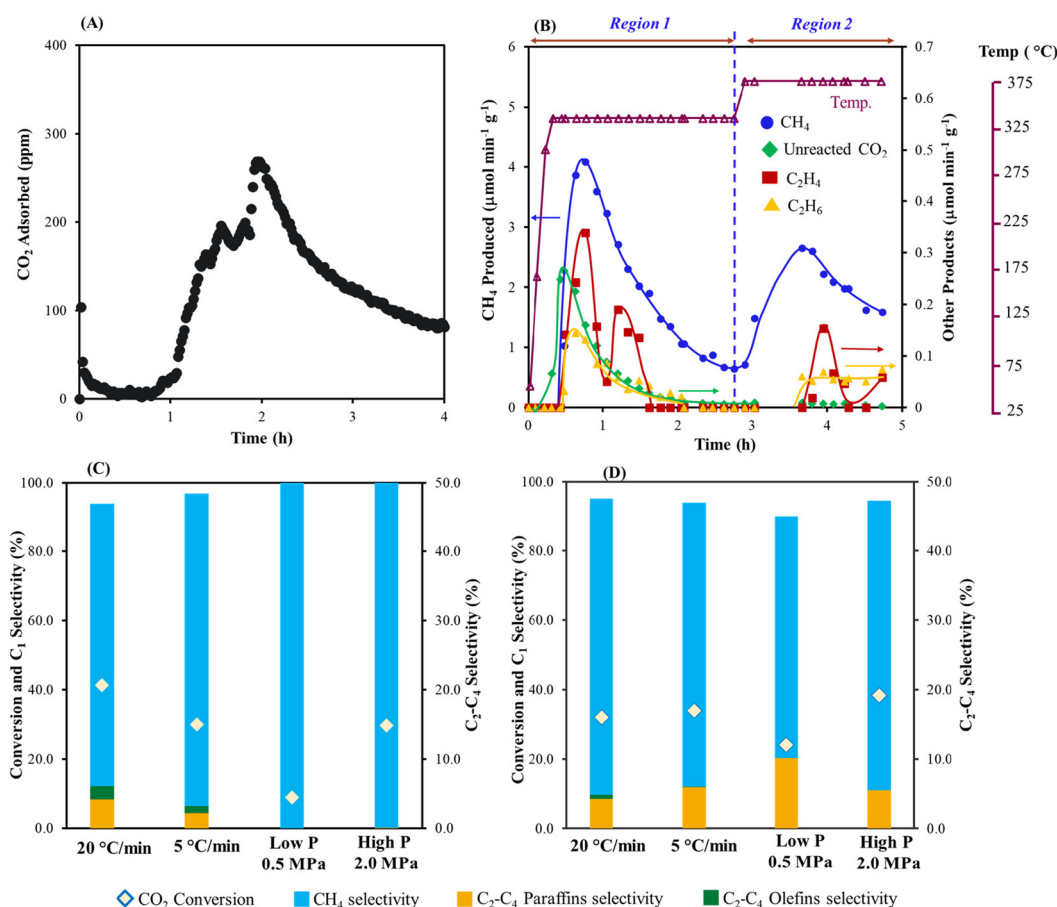 (A)
400
300
200
100
0
CO₂ Adsorbed (ppm)
0 1 2 3 4
Time (h)
(B)
Region 1 Region 2
6
5
4
3
2
1
0
CH₄ Produced (μmol min⁻¹ g⁻¹)
0 1 2 3 4 5
Time (h)
Temp.
CH₄
Unreacted CO₂
C₂H₄
C₂H₆
0.7
0.6
0.5
0.4
0.3
0.2
0.1
0
Other Products (μmol min⁻¹ g⁻¹)
Temp ( °C)
375
325
275
225
175
125
75
25
(C)
100.0
80.0
60.0
40.0
20.0
0.0
Conversion and C₁ Selectivity (%)
50.0
40.0
30.0
20.0
10.0
0.0
C₂-C₄ Selectivity (%)
20 °C/min 5 °C/min Low P High P
0.5 MPa 2.0 MPa
(D)
100.0
80.0
60.0
40.0
20.0
0.0
Conversion and C₁ Selectivity (%)
50.0
40.0
30.0
20.0
10.0
0.0
C₂-C₄ Selectivity (%)
20 °C/min 5 °C/min Low P High P
0.5 MPa 2.0 MPa
CO₂ Conversion CH₄ selectivity C₂-C₄ Paraffins selectivity C₂-C₄ Olefins selectivity